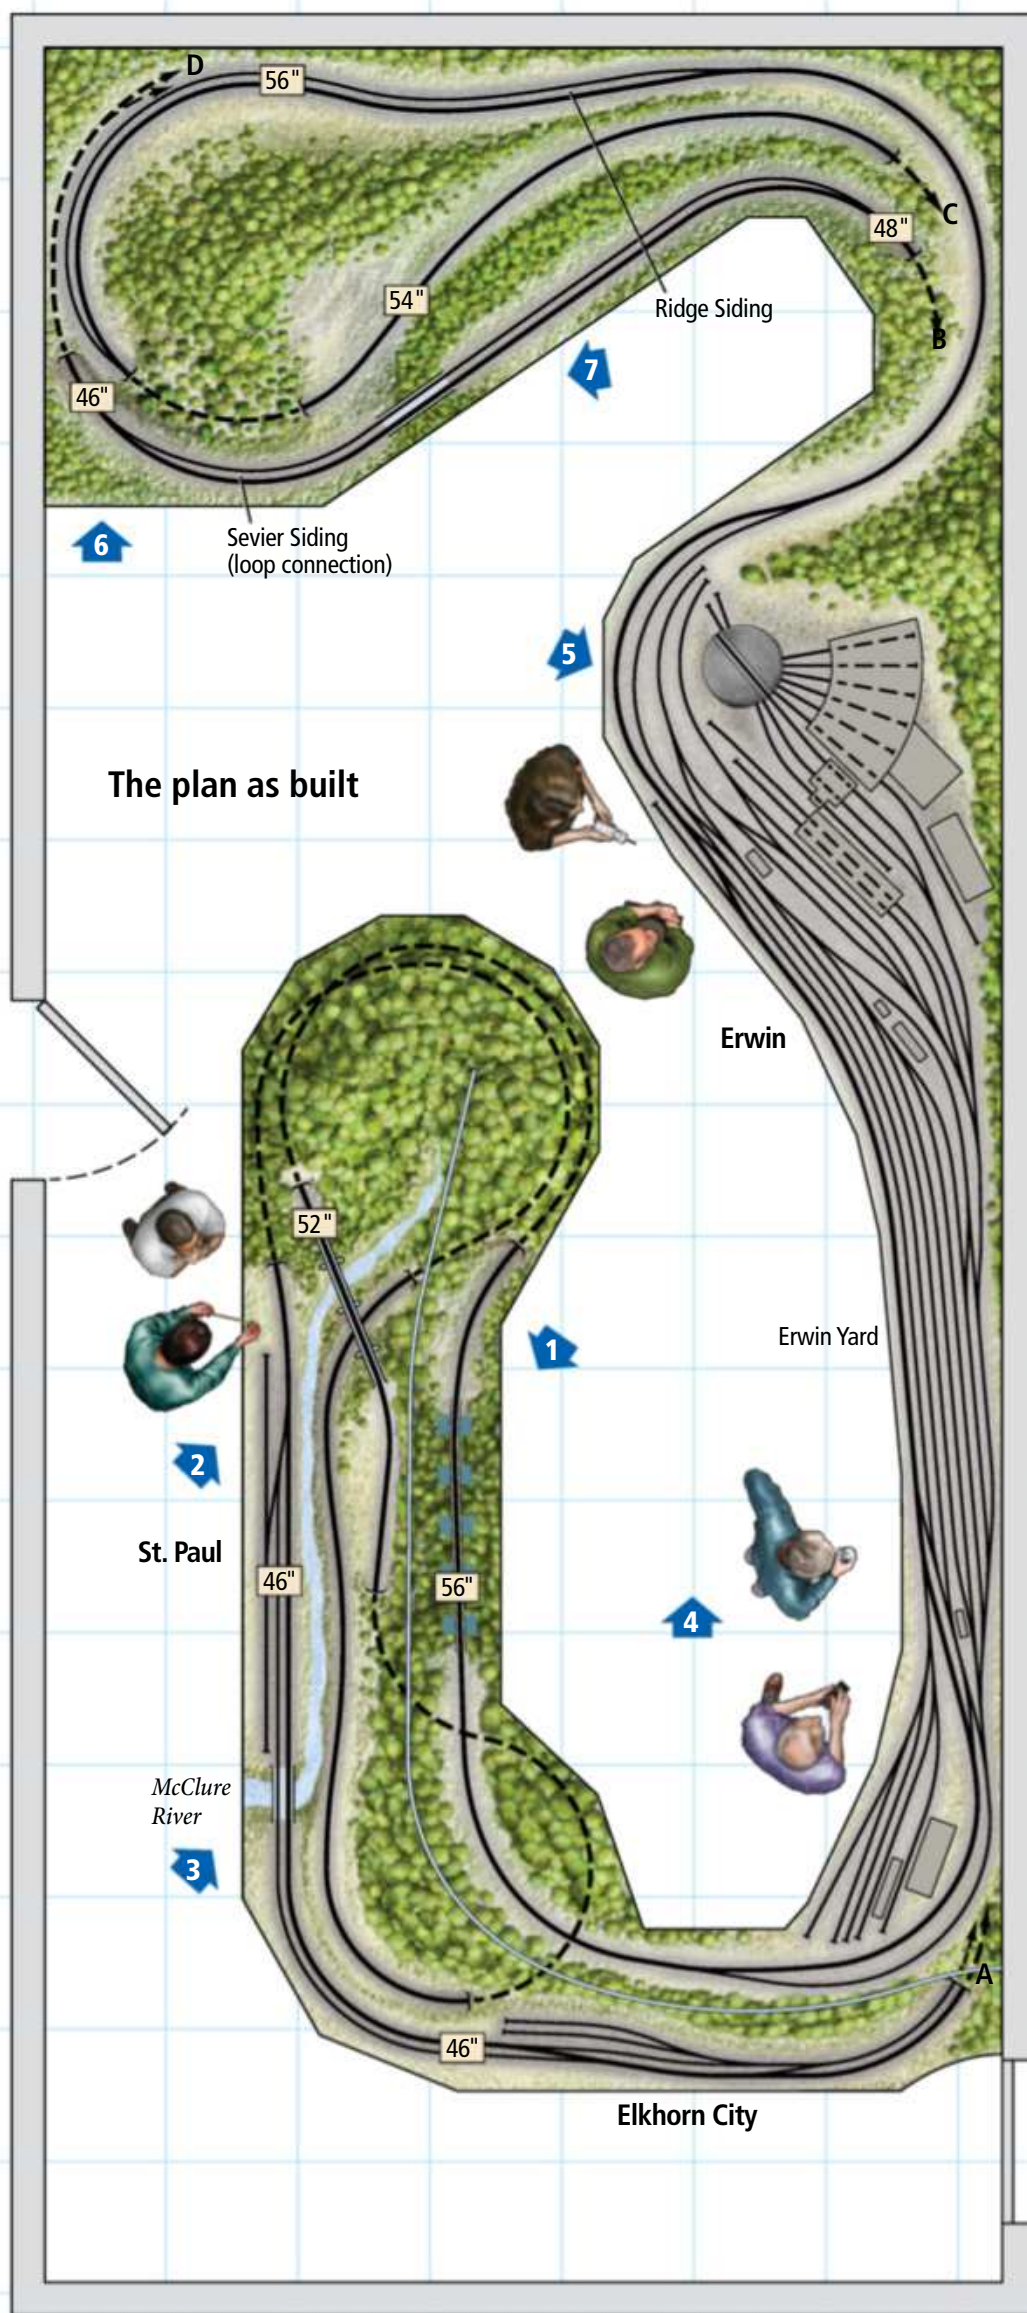 D
56"
C
48"
54"
Ridge Siding
B
7
46"
6
Sevier Siding
(loop connection)
5
The plan as built
Erwin
52"
Erwin Yard
1
2
St. Paul
46"
56"
4
McClure
River
3
A
46"
Elkhorn City